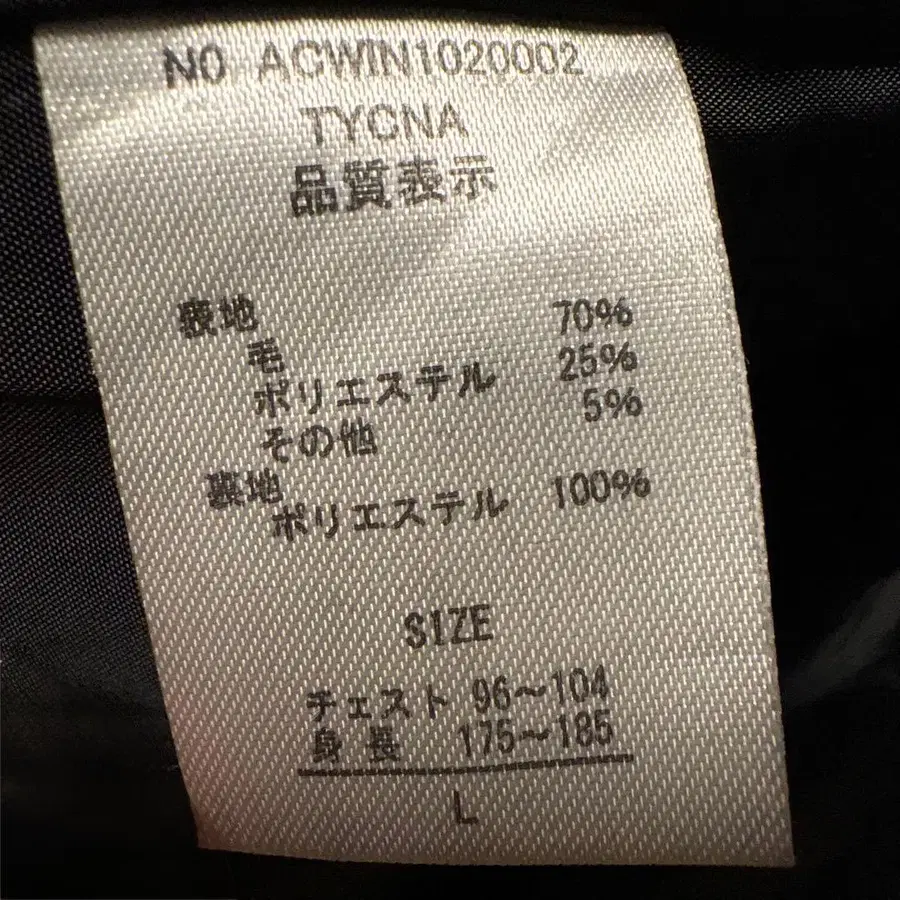 NO ACWIN1020002
TYCNA
品質表示
表地
毛 70%
ポリエステル 25%
その他 5%
裏地
ポリエステル 100%
SIZE
チェスト 96~104
身長 175~185
L